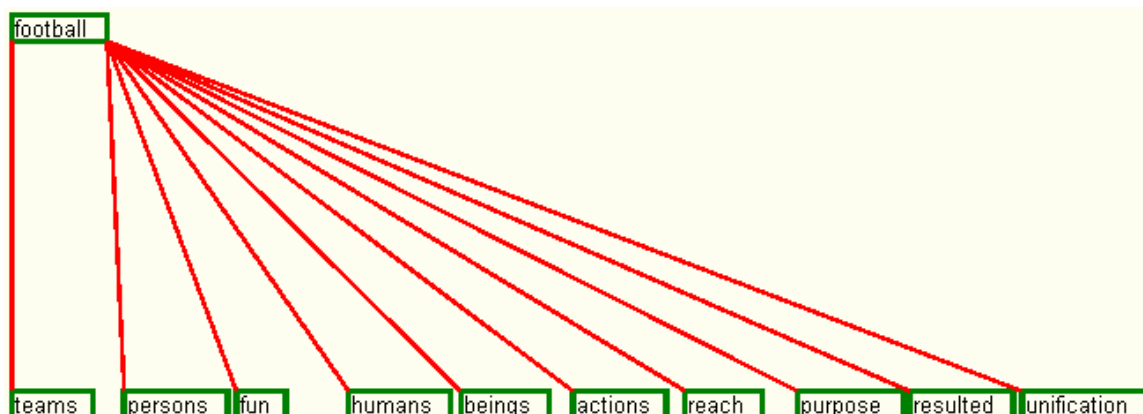 football
teams persons fun humans beings actions reach purpose resulted unification